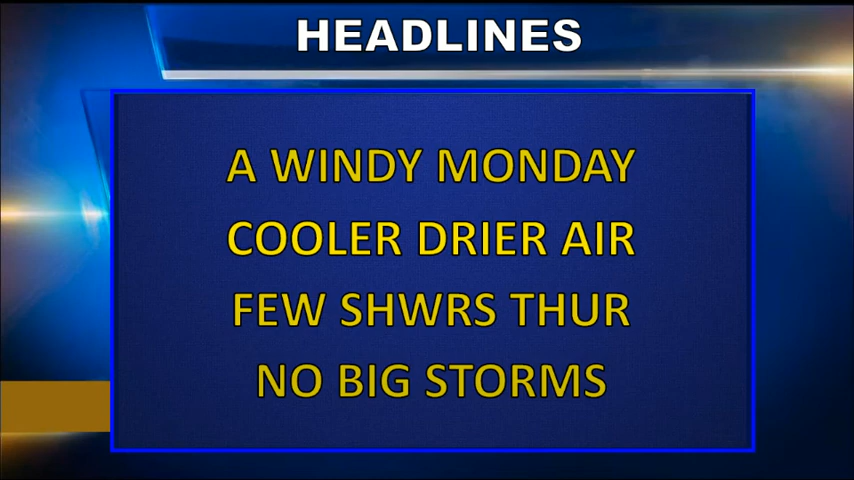 HEADLINES
A WINDY MONDAY
COOLER DRIER AIR
FEW SHWRS THUR
NO BIG STORMS